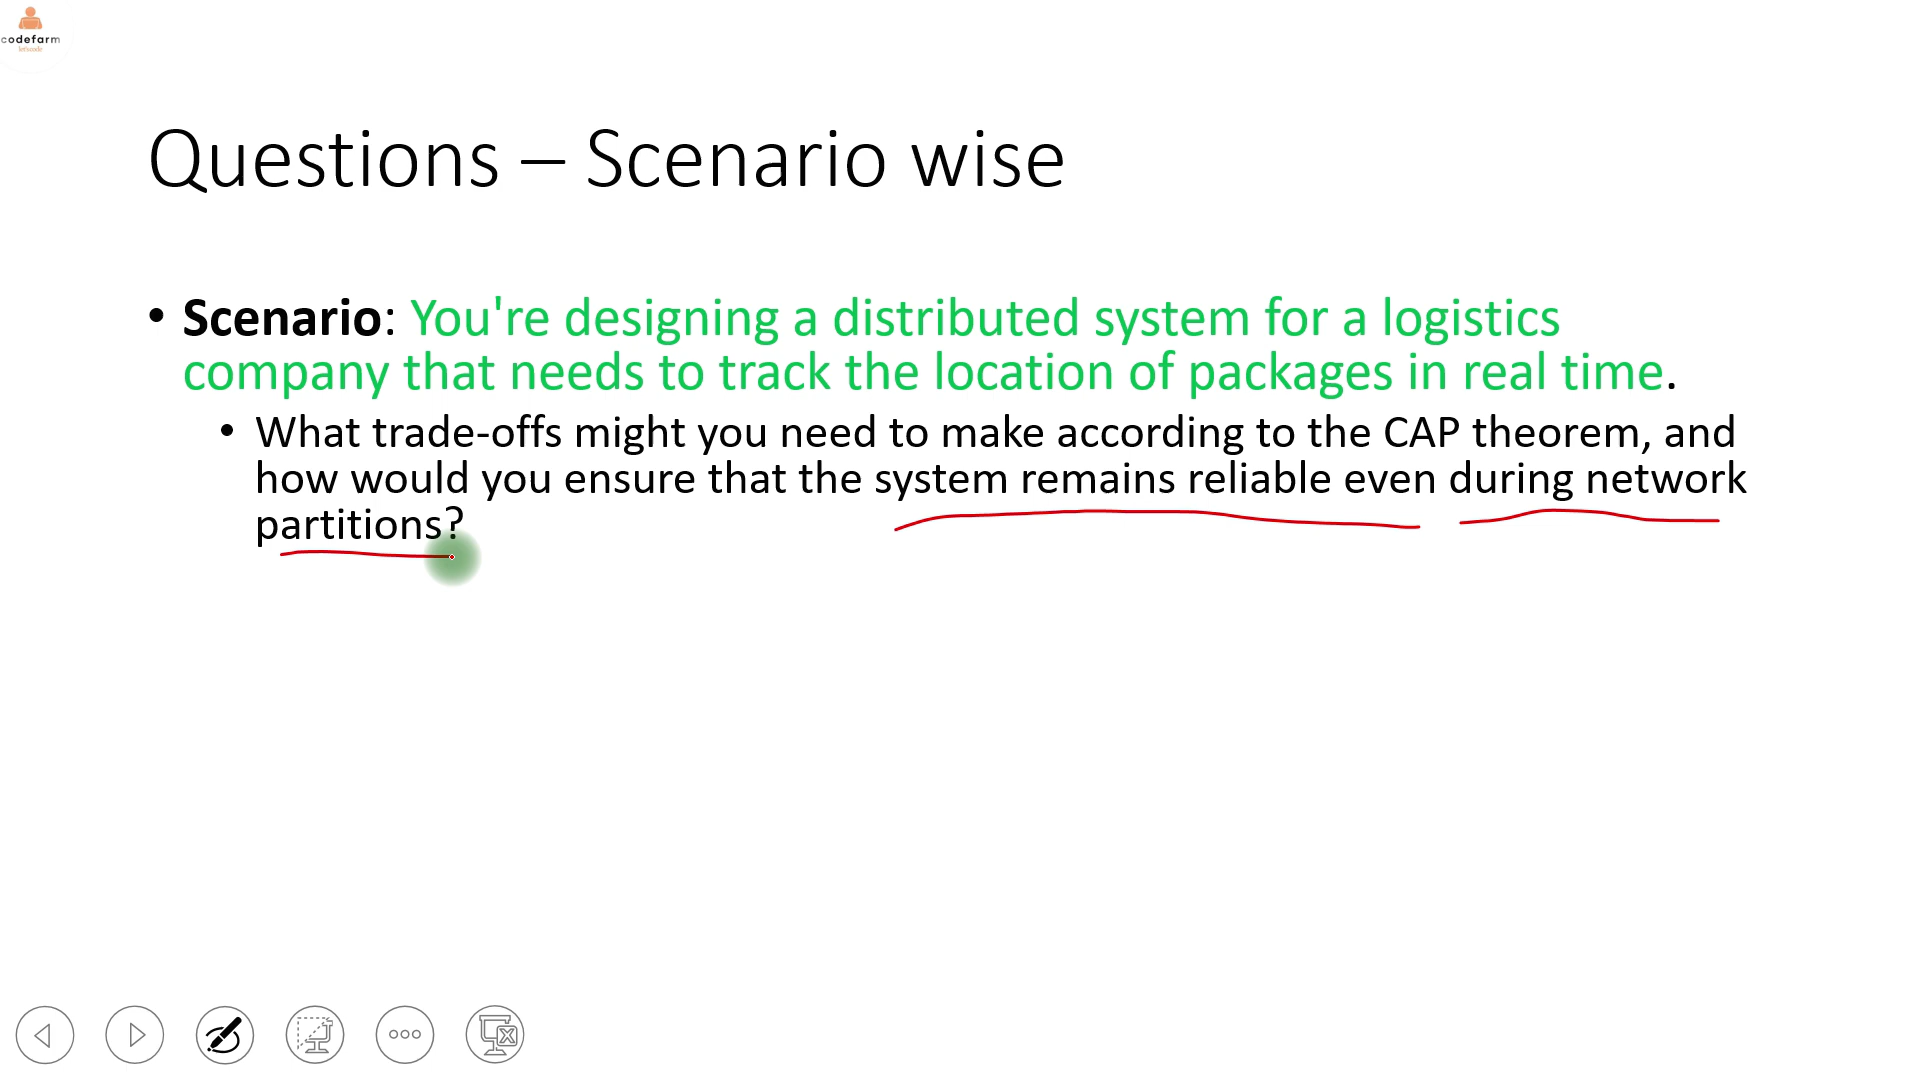 codefarm
let'scode
Questions – Scenario wise
• Scenario: You're designing a distributed system for a logistics
company that needs to track the location of packages in real time.
• What trade-offs might you need to make according to the CAP theorem, and
how would you ensure that the system remains reliable even during network
partitions?